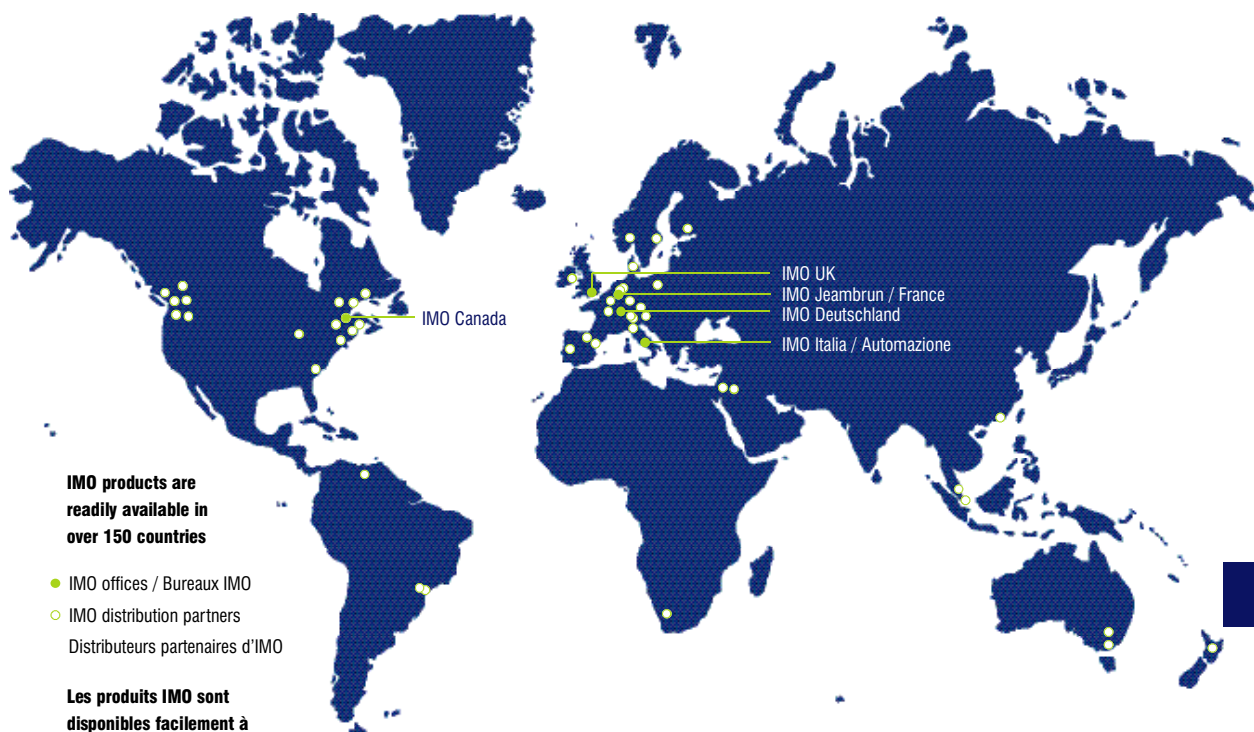 IMO UK
IMO Jeambrun / France
IMO Deutschland
IMO Canada
IMO Italia / Automazione
IMO products are
readily available in
over 150 countries
IMO offices / Bureaux IMO
IMO distribution partners
Distributeurs partenaires d'IMO
Les produits IMO sont
disponibles facilement à